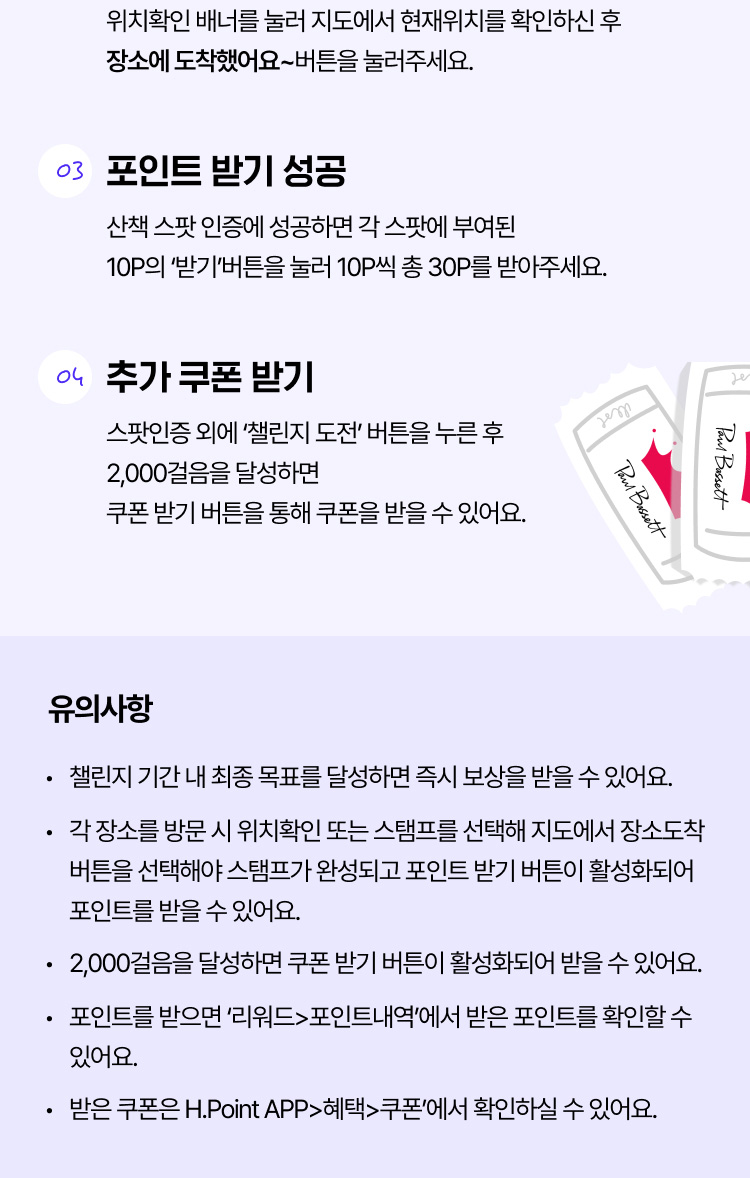 위치확인 배너를 눌러 지도에서 현재위치를 확인하신 후
장소에 도착했어요~버튼을 눌러주세요.
03 포인트 받기 성공
산책 스팟 인증에 성공하면 각 스팟에 부여된
10P의 ‘받기’버튼을 눌러 10P씩 총 30P를 받아주세요.
04 추가 쿠폰 받기
스팟인증 외에 ‘챌린지 도전’ 버튼을 누른 후
2,000걸음을 달성하면
쿠폰 받기 버튼을 통해 쿠폰을 받을 수 있어요.
Paul Bassett
Paul Bassett
유의사항
• 챌린지 기간 내 최종 목표를 달성하면 즉시 보상을 받을 수 있어요.
• 각 장소를 방문 시 위치확인 또는 스탬프를 선택해 지도에서 장소도착
버튼을 선택해야 스탬프가 완성되고 포인트 받기 버튼이 활성화되어
포인트를 받을 수 있어요.
• 2,000걸음을 달성하면 쿠폰 받기 버튼이 활성화되어 받을 수 있어요.
• 포인트를 받으면 ‘리워드>포인트내역’에서 받은 포인트를 확인할 수
있어요.
• 받은 쿠폰은 H.Point APP>혜택>쿠폰’에서 확인하실 수 있어요.